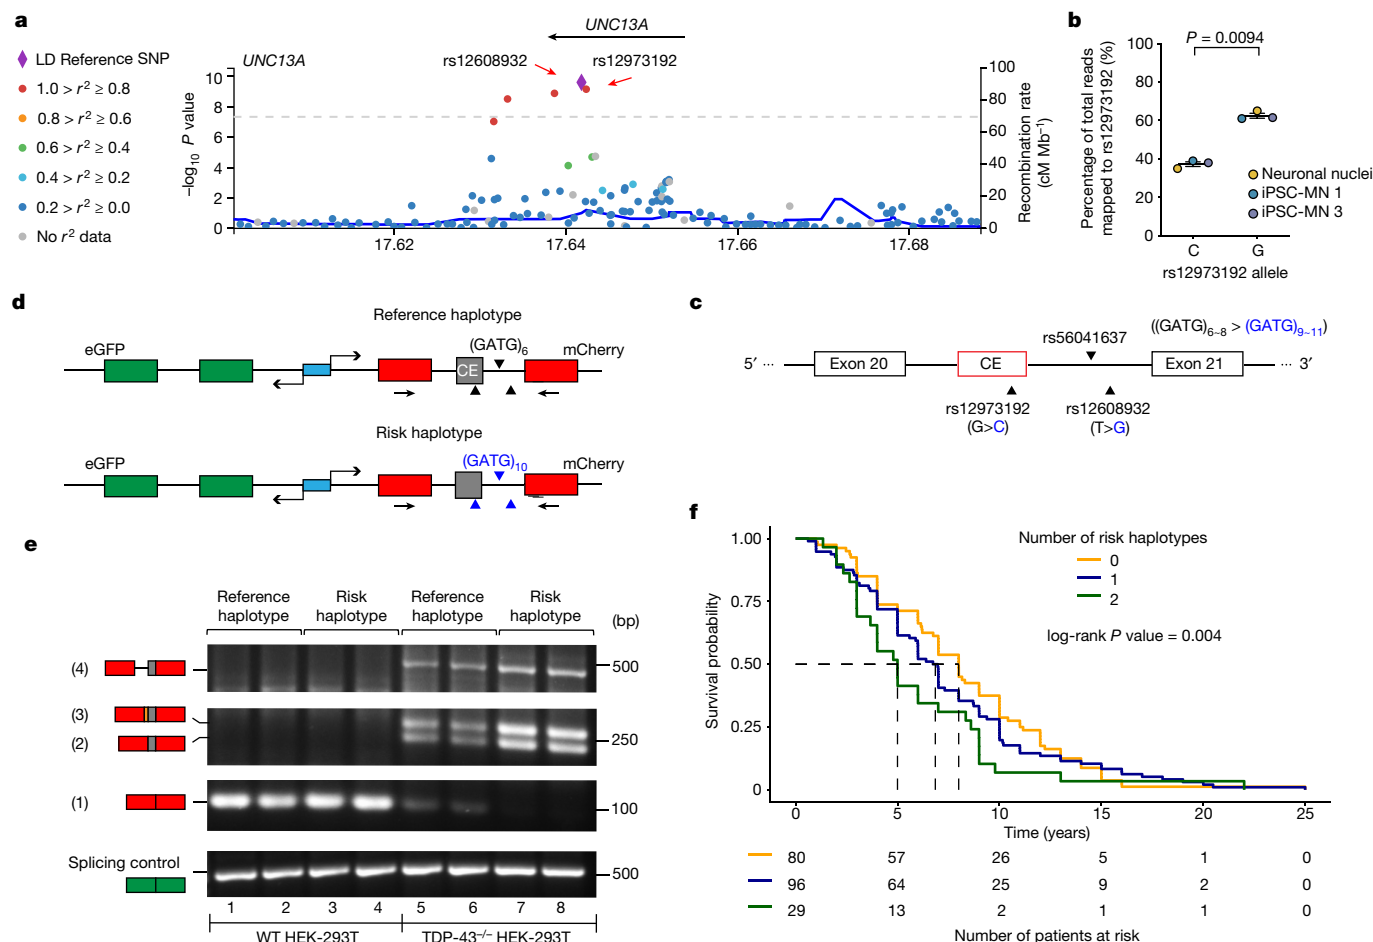 a
UNC13A
LD Reference SNP
1.0 > r² ≥ 0.8
0.8 > r² ≥ 0.6
0.6 > r² ≥ 0.4
0.4 > r² ≥ 0.2
0.2 > r² ≥ 0.0
No r² data
UNC13A
rs12608932
rs12973192
−log₁₀ P value
10
8
6
4
2
0
Recombination rate
(cM Mb⁻¹)
100
80
60
40
20
0
17.62
17.64
17.66
17.68
b
Percentage of total reads
mapped to rs12973192 (%)
100
80
60
40
20
0
P = 0.0094
Neuronal nuclei
iPSC-MN 1
iPSC-MN 3
C
G
rs12973192 allele
d
Reference haplotype
eGFP
(GATG)₆
mCherry
CE
Risk haplotype
eGFP
(GATG)₁₀
mCherry
c
rs56041637
((GATG)₆~₈ > (GATG)₉~₁₁)
5′ ···
Exon 20
CE
Exon 21
··· 3′
rs12973192
(G>C)
rs12608932
(T>G)
e
Reference
haplotype
Risk
haplotype
Reference
haplotype
Risk
haplotype
(bp)
(4)
500
(3)
(2)
250
(1)
100
Splicing control
500
1 2 3 4 5 6 7 8
WT HEK-293T
TDP-43⁻/⁻ HEK-293T
f
Survival probability
1.00
0.75
0.50
0.25
0
Number of risk haplotypes
0
1
2
log-rank P value = 0.004
0 5 10 15 20 25
Time (years)
80 57 26 5 1 0
96 64 25 9 2 0
29 13 2 1 1 0
Number of patients at risk